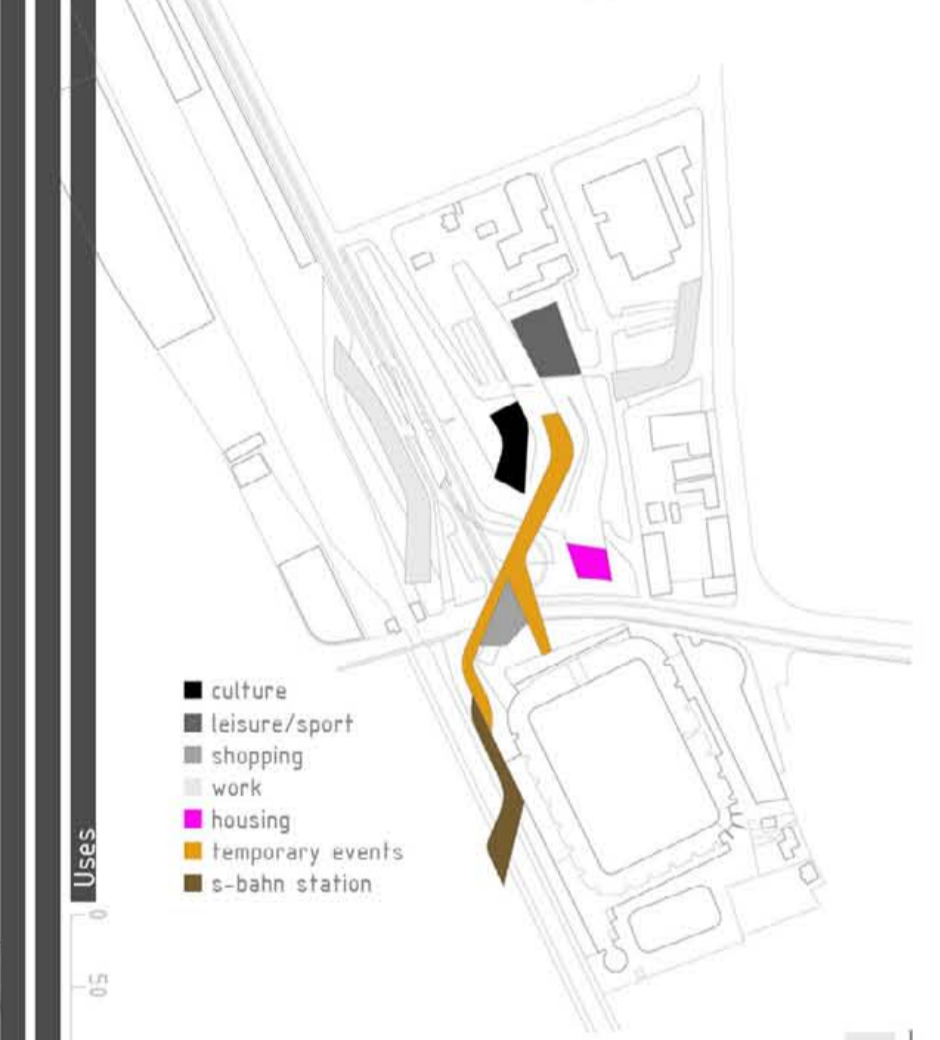 culture
leisure/sport
shopping
work
housing
temporary events
s-bahn station
Uses
0
50